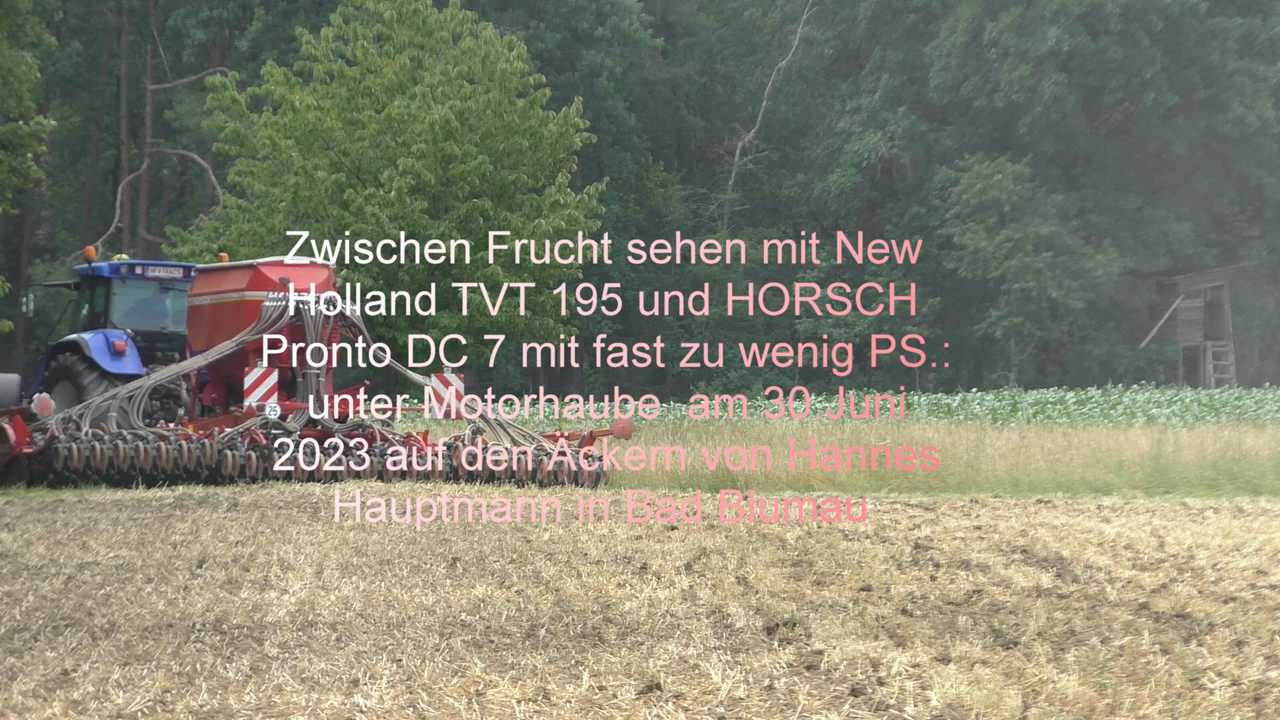 Zwischen Frucht sehen mit New
Holland TVT 195 und HORSCH
Pronto DC 7 mit fast zu wenig PS.:
unter Motorhaube am 30.Juni
2023 auf den Äckern von Hannes
Hauptmann in Bad Blumau
25